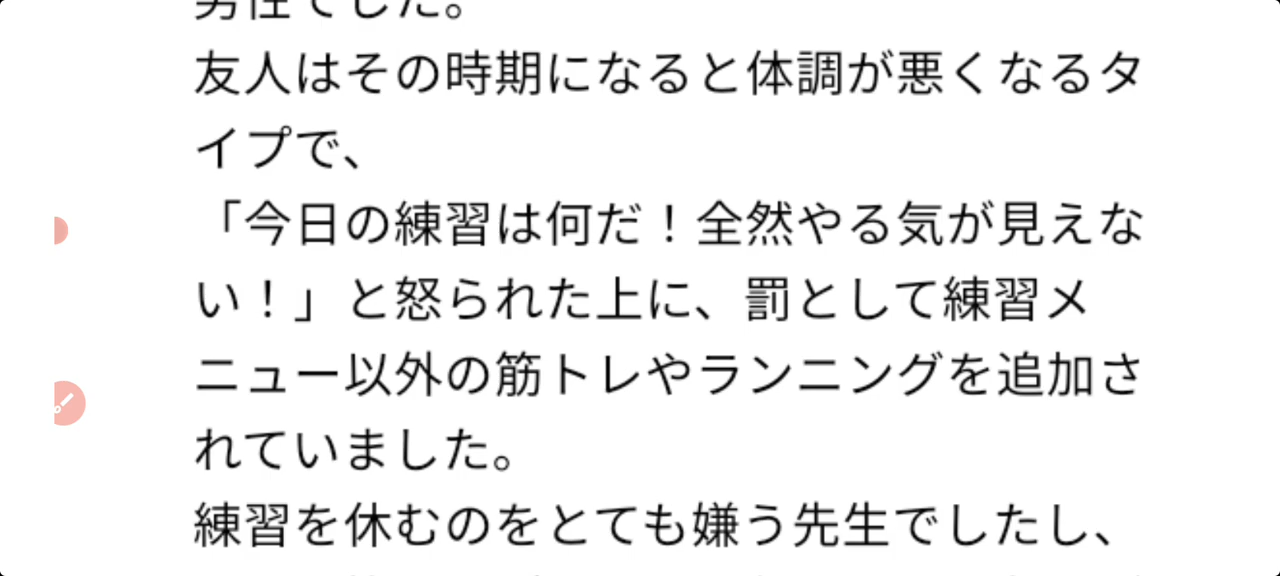 男性でした。
友人はその時期になると体調が悪くなるタ
イプで、
「今日の練習は何だ！全然やる気が見えな
い！」と怒られた上に、罰として練習メ
ニュー以外の筋トレやランニングを追加さ
れていました。
練習を休むのをとても嫌う先生でしたし、